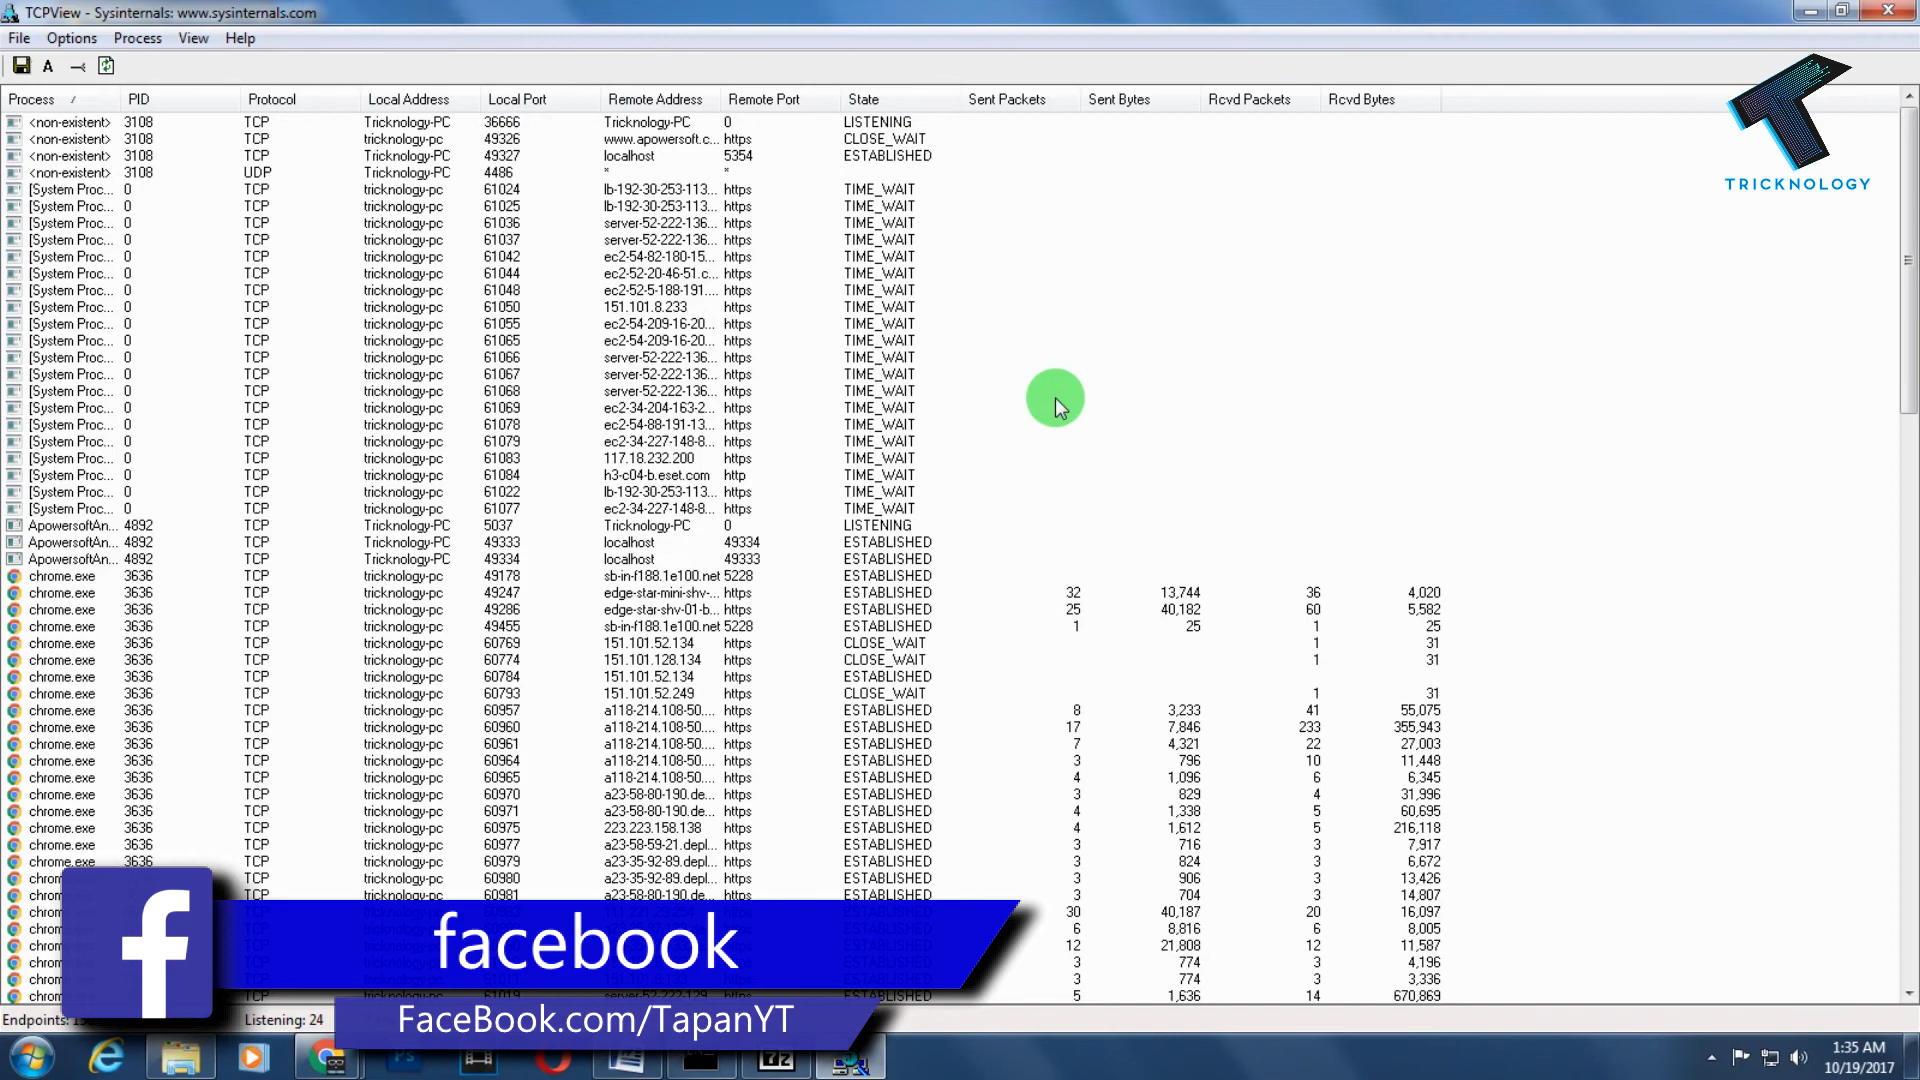 TCPView - Sysinternals: www.sysinternals.com
File Options Process View Help
A
Process / PID Protocol Local Address Local Port Remote Address Remote Port State Sent Packets Sent Bytes Rcvd Packets Rcvd Bytes
<non-existent> 3108 TCP Tricknology-PC 36666 Tricknology-PC 0 LISTENING
<non-existent> 3108 TCP tricknology-pc 49326 www.apowersoft.c... https CLOSE_WAIT
<non-existent> 3108 TCP Tricknology-PC 49327 localhost 5354 ESTABLISHED
<non-existent> 3108 UDP Tricknology-PC 4486 * *
[System Proc... 0 TCP tricknology-pc 61024 lb-192-30-253-113... https TIME_WAIT
[System Proc... 0 TCP tricknology-pc 61025 lb-192-30-253-113... https TIME_WAIT
[System Proc... 0 TCP tricknology-pc 61036 server-52-222-136... https TIME_WAIT
[System Proc... 0 TCP tricknology-pc 61037 server-52-222-136... https TIME_WAIT
[System Proc... 0 TCP tricknology-pc 61042 ec2-54-82-180-15... https TIME_WAIT
[System Proc... 0 TCP tricknology-pc 61044 ec2-52-20-46-51.c... https TIME_WAIT
[System Proc... 0 TCP tricknology-pc 61048 ec2-52-5-188-191.... https TIME_WAIT
[System Proc... 0 TCP tricknology-pc 61050 151.101.8.233 https TIME_WAIT
[System Proc... 0 TCP tricknology-pc 61055 ec2-54-209-16-20... https TIME_WAIT
[System Proc... 0 TCP tricknology-pc 61065 ec2-54-209-16-20... https TIME_WAIT
[System Proc... 0 TCP tricknology-pc 61066 server-52-222-136... https TIME_WAIT
[System Proc... 0 TCP tricknology-pc 61067 server-52-222-136... https TIME_WAIT
[System Proc... 0 TCP tricknology-pc 61068 server-52-222-136... https TIME_WAIT
[System Proc... 0 TCP tricknology-pc 61069 ec2-34-204-163-2... https TIME_WAIT
[System Proc... 0 TCP tricknology-pc 61078 ec2-54-88-191-13... https TIME_WAIT
[System Proc... 0 TCP tricknology-pc 61079 ec2-34-227-148-8... https TIME_WAIT
[System Proc... 0 TCP tricknology-pc 61083 117.18.232.200 https TIME_WAIT
[System Proc... 0 TCP tricknology-pc 61084 h3-c04-b.eset.com http TIME_WAIT
[System Proc... 0 TCP tricknology-pc 61022 lb-192-30-253-113... https TIME_WAIT
[System Proc... 0 TCP tricknology-pc 61077 ec2-34-227-148-8... https TIME_WAIT
ApowersoftAn... 4892 TCP Tricknology-PC 5037 Tricknology-PC 0 LISTENING
ApowersoftAn... 4892 TCP Tricknology-PC 49333 localhost 49334 ESTABLISHED
ApowersoftAn... 4892 TCP Tricknology-PC 49334 localhost 49333 ESTABLISHED
chrome.exe 3636 TCP tricknology-pc 49178 sb-in-f188.1e100.net 5228 ESTABLISHED
chrome.exe 3636 TCP tricknology-pc 49247 edge-star-mini-shv-... https ESTABLISHED 32 13,744 36 4,020
chrome.exe 3636 TCP tricknology-pc 49286 edge-star-shv-01-b... https ESTABLISHED 25 40,182 60 5,582
chrome.exe 3636 TCP tricknology-pc 49455 sb-in-f188.1e100.net 5228 ESTABLISHED 1 25 1 25
chrome.exe 3636 TCP tricknology-pc 60769 151.101.52.134 https CLOSE_WAIT 1 31
chrome.exe 3636 TCP tricknology-pc 60774 151.101.128.134 https CLOSE_WAIT 1 31
chrome.exe 3636 TCP tricknology-pc 60784 151.101.52.134 https ESTABLISHED
chrome.exe 3636 TCP tricknology-pc 60793 151.101.52.249 https CLOSE_WAIT 1 31
chrome.exe 3636 TCP tricknology-pc 60957 a118-214.108-50.... https ESTABLISHED 8 3,233 41 55,075
chrome.exe 3636 TCP tricknology-pc 60960 a118-214.108-50.... https ESTABLISHED 17 7,846 233 355,943
chrome.exe 3636 TCP tricknology-pc 60961 a118-214.108-50.... https ESTABLISHED 7 4,321 22 27,003
chrome.exe 3636 TCP tricknology-pc 60964 a118-214.108-50.... https ESTABLISHED 3 796 10 11,448
chrome.exe 3636 TCP tricknology-pc 60965 a118-214.108-50.... https ESTABLISHED 4 1,096 6 6,345
chrome.exe 3636 TCP tricknology-pc 60970 a23-58-80-190.de... https ESTABLISHED 3 829 4 31,996
chrome.exe 3636 TCP tricknology-pc 60971 a23-58-80-190.de... https ESTABLISHED 4 1,338 5 60,695
chrome.exe 3636 TCP tricknology-pc 60975 223.223.158.138 https ESTABLISHED 4 1,612 5 216,118
chrome.exe 3636 TCP tricknology-pc 60977 a23-58-59-21.depl... https ESTABLISHED 3 716 3 7,917
chrome.exe 3636 TCP tricknology-pc 60979 a23-35-92-89.depl... https ESTABLISHED 3 824 3 6,672
chrom TCP tricknology-pc 60980 a23-35-92-89.depl... https ESTABLISHED 3 906 3 13,426
chrom TCP tricknology-pc 60981 a23-58-80-190.de... https ESTABLISHED 3 704 3 14,807
chrom 30 40,187 20 16,097
chrom 6 8,816 6 8,005
chrom 12 21,808 12 11,587
chrom 3 774 3 4,196
chrom 3 774 3 3,336
chrom 5 1,636 14 670,869
TRICKNOLOGY
f
facebook
FaceBook.com/TapanYT
Endpoints:
Listening: 24
Ps
7z
1:35 AM
10/19/2017